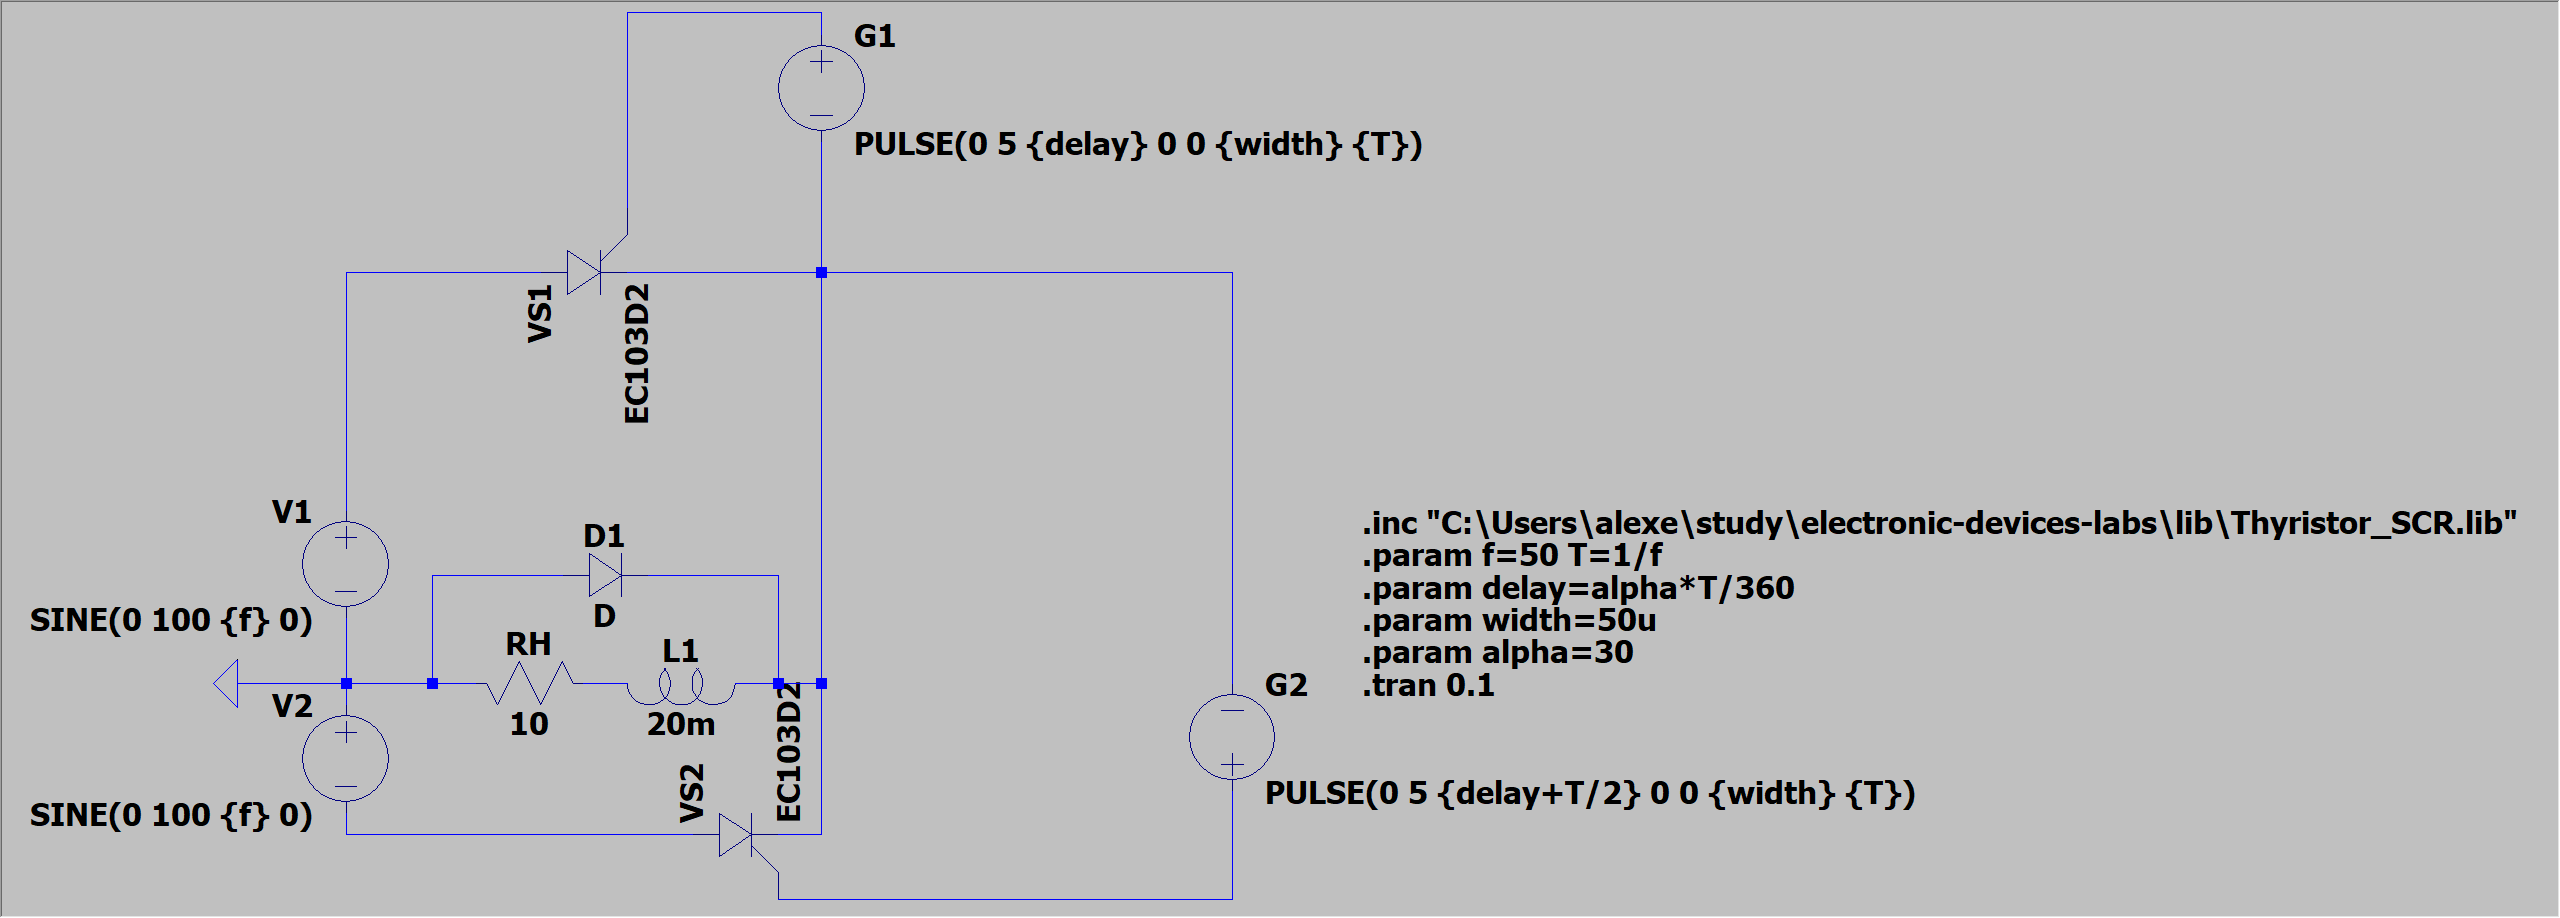 G1
PULSE(0 5 {delay} 0 0 {width} {T})
VS1
EC103D2
V1
SINE(0 100 {f} 0)
D1
D
RH
10
L1
20m
V2
SINE(0 100 {f} 0)
VS2
EC103D2
G2
PULSE(0 5 {delay+T/2} 0 0 {width} {T})
.inc "C:\Users\alexe\study\electronic-devices-labs\lib\Thyristor_SCR.lib"
.param f=50 T=1/f
.param delay=alpha*T/360
.param width=50u
.param alpha=30
.tran 0.1